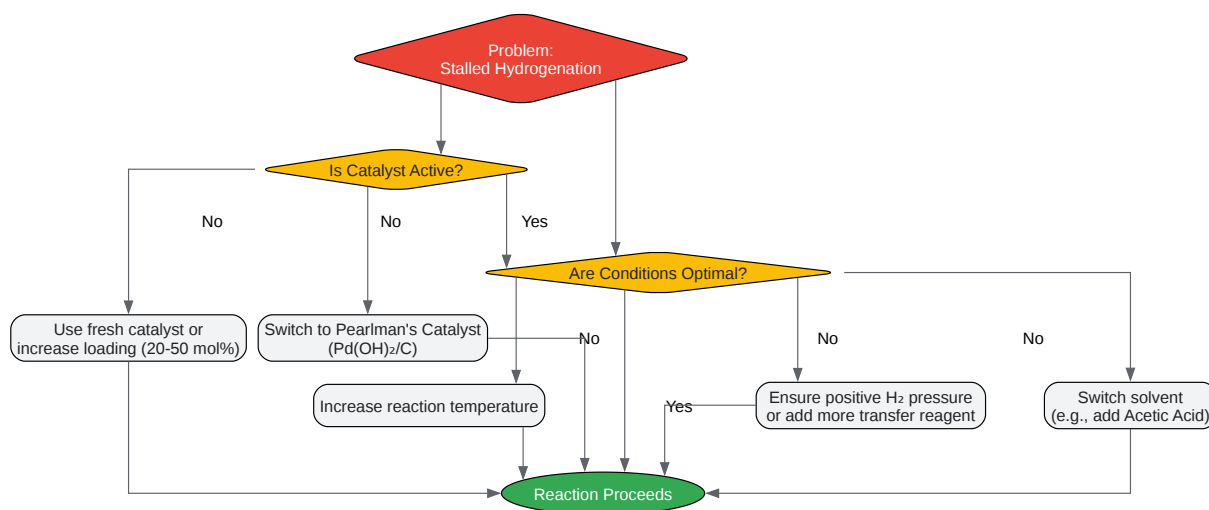 Problem:
Stalled Hydrogenation
Is Catalyst Active?
No
No
Yes
Are Conditions Optimal?
Use fresh catalyst or
increase loading (20-50 mol%)
Switch to Pearlman's Catalyst
(Pd(OH)₂/C)
No
No
No
Increase reaction temperature
Yes
Ensure positive H₂ pressure
or add more transfer reagent
Switch solvent
(e.g., add Acetic Acid)
Reaction Proceeds